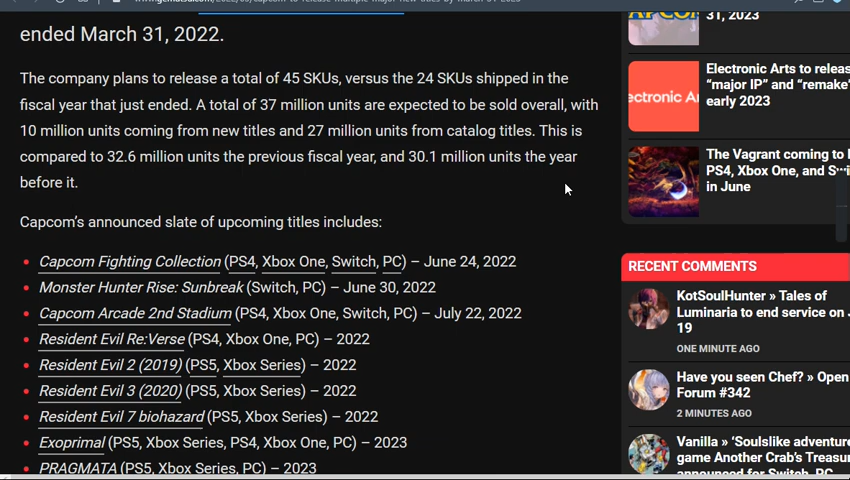 ended March 31, 2022.
The company plans to release a total of 45 SKUs, versus the 24 SKUs shipped in the
fiscal year that just ended. A total of 37 million units are expected to be sold overall, with
10 million units coming from new titles and 27 million units from catalog titles. This is
compared to 32.6 million units the previous fiscal year, and 30.1 million units the year
before it.
Capcom's announced slate of upcoming titles includes:
Capcom Fighting Collection (PS4, Xbox One, Switch, PC) – June 24, 2022
Monster Hunter Rise: Sunbreak (Switch, PC) – June 30, 2022
Capcom Arcade 2nd Stadium (PS4, Xbox One, Switch, PC) – July 22, 2022
Resident Evil Re:Verse (PS4, Xbox One, PC) – 2022
Resident Evil 2 (2019) (PS5, Xbox Series) – 2022
Resident Evil 3 (2020) (PS5, Xbox Series) – 2022
Resident Evil 7 biohazard (PS5, Xbox Series) – 2022
Exoprimal (PS5, Xbox Series, PS4, Xbox One, PC) – 2023
PRAGMATA (PS5, Xbox Series, PC) – 2023
31, 2023
Electronic Arts to releas
"major IP" and "remake"
early 2023
ectronic Ar
The Vagrant coming to
PS4, Xbox One, and Swi
in June
RECENT COMMENTS
KotSoulHunter » Tales of
Luminaria to end service on
19
ONE MINUTE AGO
Have you seen Chef? » Open
Forum #342
2 MINUTES AGO
Vanilla » 'Soulslike adventure
game Another Crab's Treasur
announced for Switch, PC